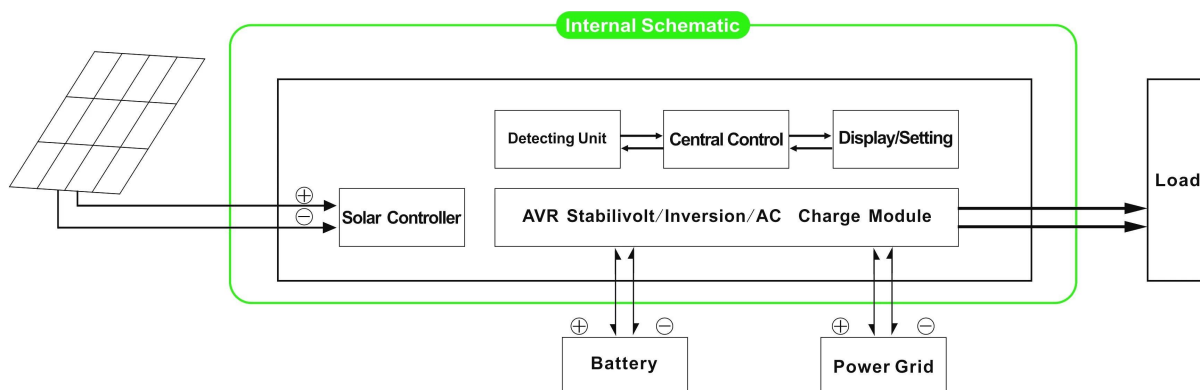 Internal Schematic
Detecting Unit
Central Control
Display/Setting
Load
+
−
Solar Controller
AVR Stabilivolt/Inversion/AC Charge Module
+
−
+
−
Battery
Power Grid